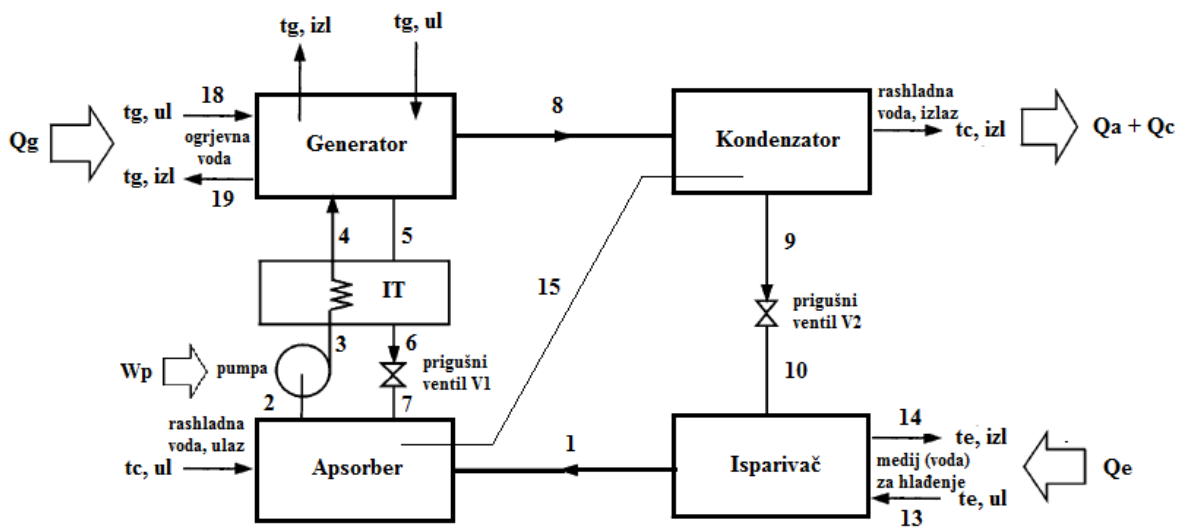 tg, izl
tg, ul
18
tg, ul
ogrjevna
voda
tg, izl
19
Qg
Generator
8
Kondenzator
rashladna
voda, izlaz
tc, izl
Qa + Qc
4
5
IT
15
9
prigušni
ventil V2
3
6
Wp
pumpa
prigušni
ventil V1
10
2
7
rashladna
voda, ulaz
tc, ul
Apsorber
1
Isparivač
14
te, izl
medij (voda)
za hlađenje
te, ul
13
Qe